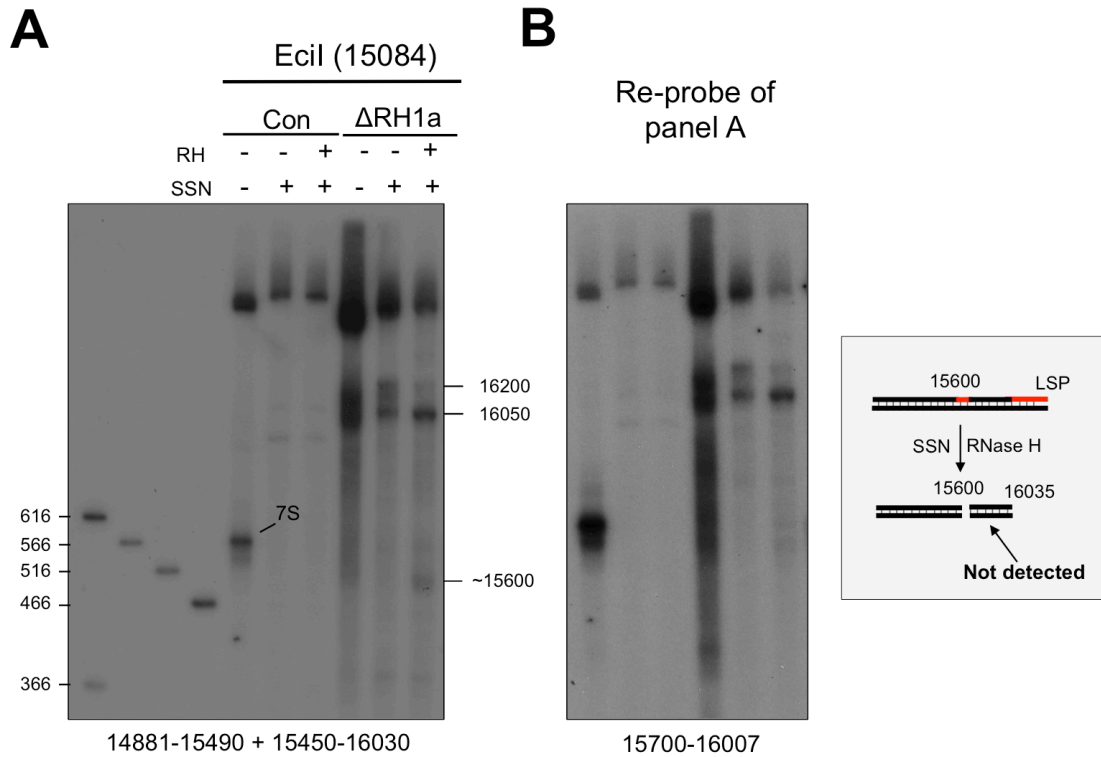 A
B
EciI (15084)
Con
ΔRH1a
Re-probe of
panel A
RH - - + - - +
SSN - + + - + +
16200
16050
7S
616
566
516
466
366
~15600
14881-15490 + 15450-16030
15700-16007
15600
LSP
SSN
RNase H
15600
16035
Not detected